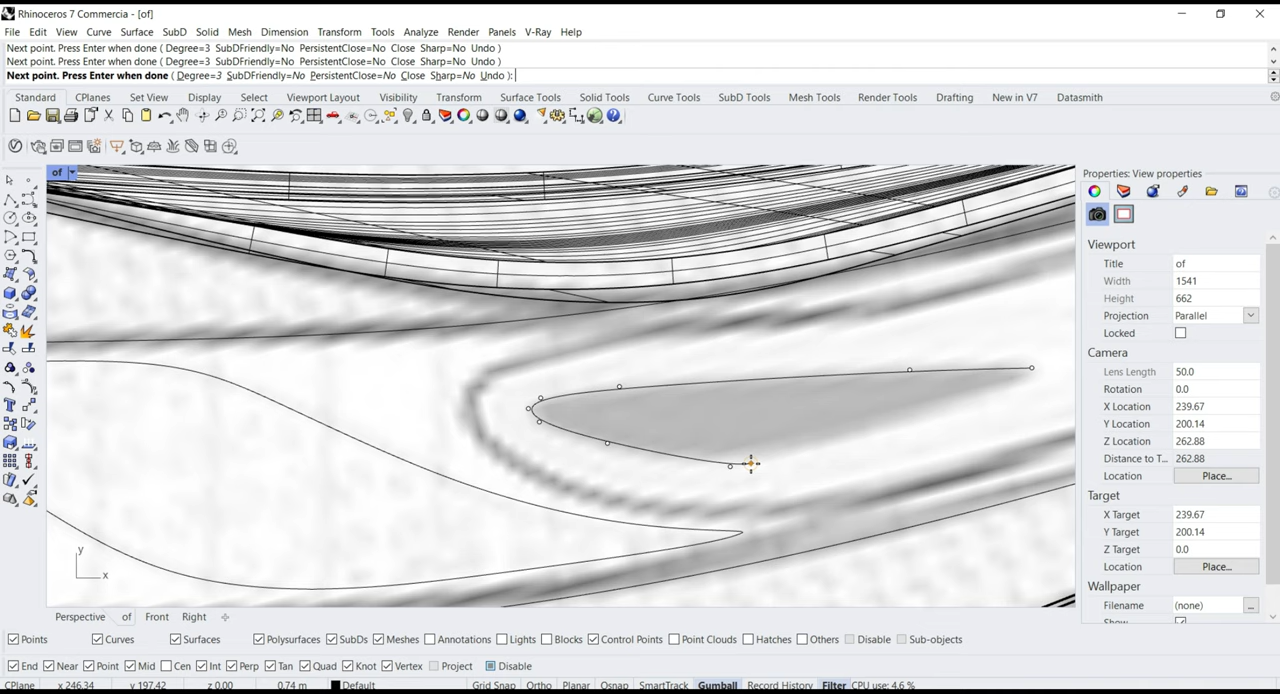 Rhinoceros 7 Commercia - [of]
File Edit View Curve Surface SubD Solid Mesh Dimension Transform Tools Analyze Render Panels V-Ray Help
Next point. Press Enter when done ( Degree=3 SubDFriendly=No PersistentClose=No Close Sharp=No Undo )
Next point. Press Enter when done ( Degree=3 SubDFriendly=No PersistentClose=No Close Sharp=No Undo )
Next point. Press Enter when done ( Degree=3 SubDFriendly=No PersistentClose=No Close Sharp=No Undo ):
Standard CPlanes Set View Display Select Viewport Layout Visibility Transform Surface Tools Solid Tools Curve Tools SubD Tools Mesh Tools Render Tools Drafting New in V7 Datasmith
of
Properties: View properties
Viewport
Title of
Width 1541
Height 662
Projection Parallel
Locked
Camera
Lens Length 50.0
Rotation 0.0
X Location 239.67
Y Location 200.14
Z Location 262.88
Distance to T... 262.88
Location Place...
Target
X Target 239.67
Y Target 200.14
Z Target 0.0
Location Place...
Wallpaper
Filename (none) ...
Show
y
x
Perspective of Front Right
Points Curves Surfaces Polysurfaces SubDs Meshes Annotations Lights Blocks Control Points Point Clouds Hatches Others Disable Sub-objects
End Near Point Mid Cen Int Perp Tan Quad Knot Vertex Project Disable
CPlane x 246.34 y 197.42 z 0.00 0.74 m Default Grid Snap Ortho Planar Osnap SmartTrack Gumball Record History Filter CPU use: 4.6 %